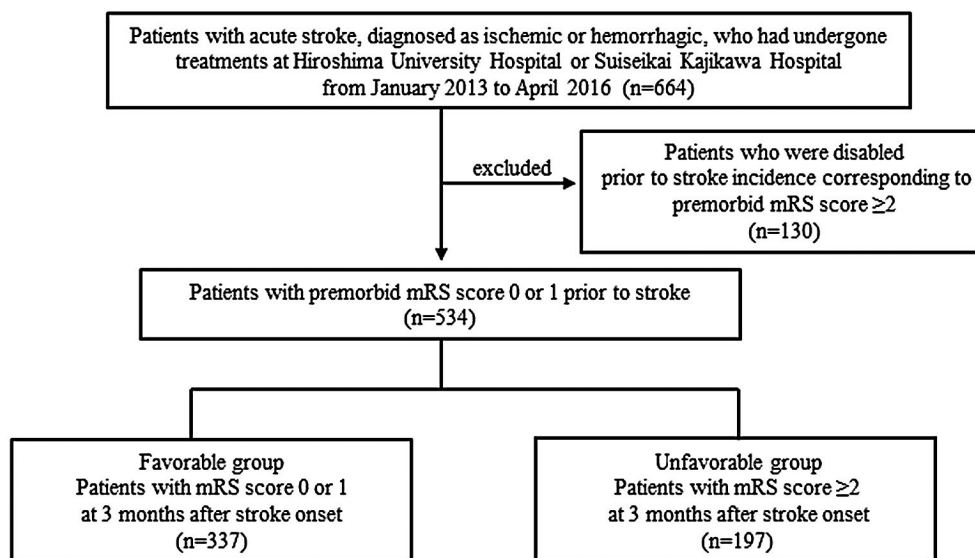 Patients with acute stroke, diagnosed as ischemic or hemorrhagic, who had undergone
treatments at Hiroshima University Hospital or Suiseikai Kajikawa Hospital
from January 2013 to April 2016 (n=664)
excluded
Patients who were disabled
prior to stroke incidence corresponding to
premorbid mRS score ≥2
(n=130)
Patients with premorbid mRS score 0 or 1 prior to stroke
(n=534)
Favorable group
Patients with mRS score 0 or 1
at 3 months after stroke onset
(n=337)
Unfavorable group
Patients with mRS score ≥2
at 3 months after stroke onset
(n=197)